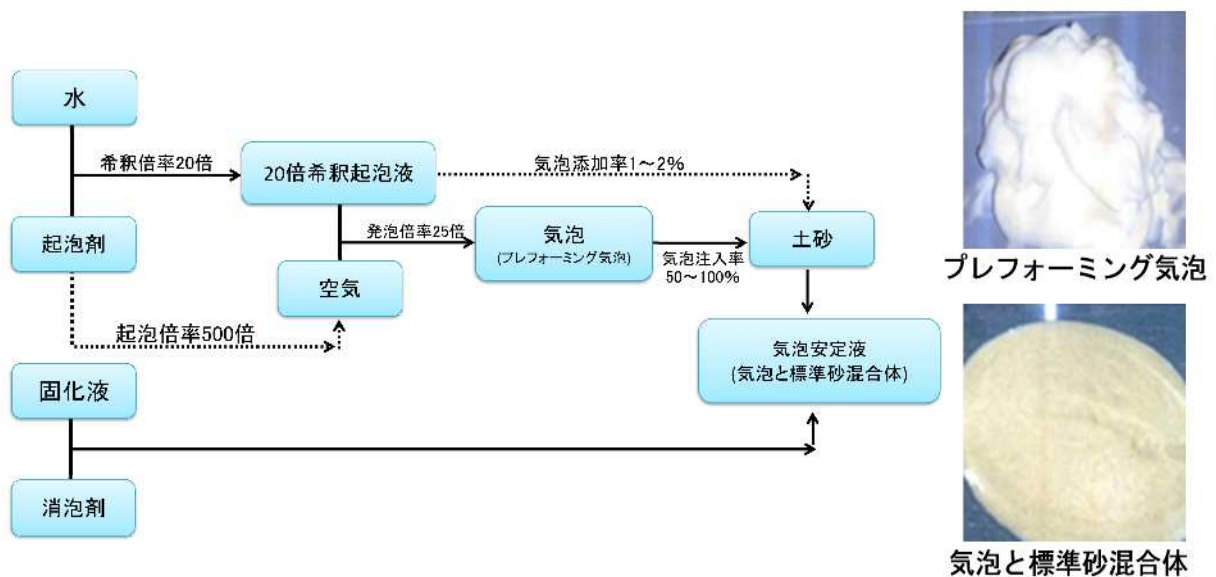 水
希釈倍率20倍
20倍希釈起泡液
気泡添加率1～2%
起泡剤
発泡倍率25倍
気泡
(プレフォーミング気泡)
気泡注入率
50～100%
土砂
空気
起泡倍率500倍
プレフォーミング気泡
固化液
気泡安定液
(気泡と標準砂混合体)
消泡剤
気泡と標準砂混合体